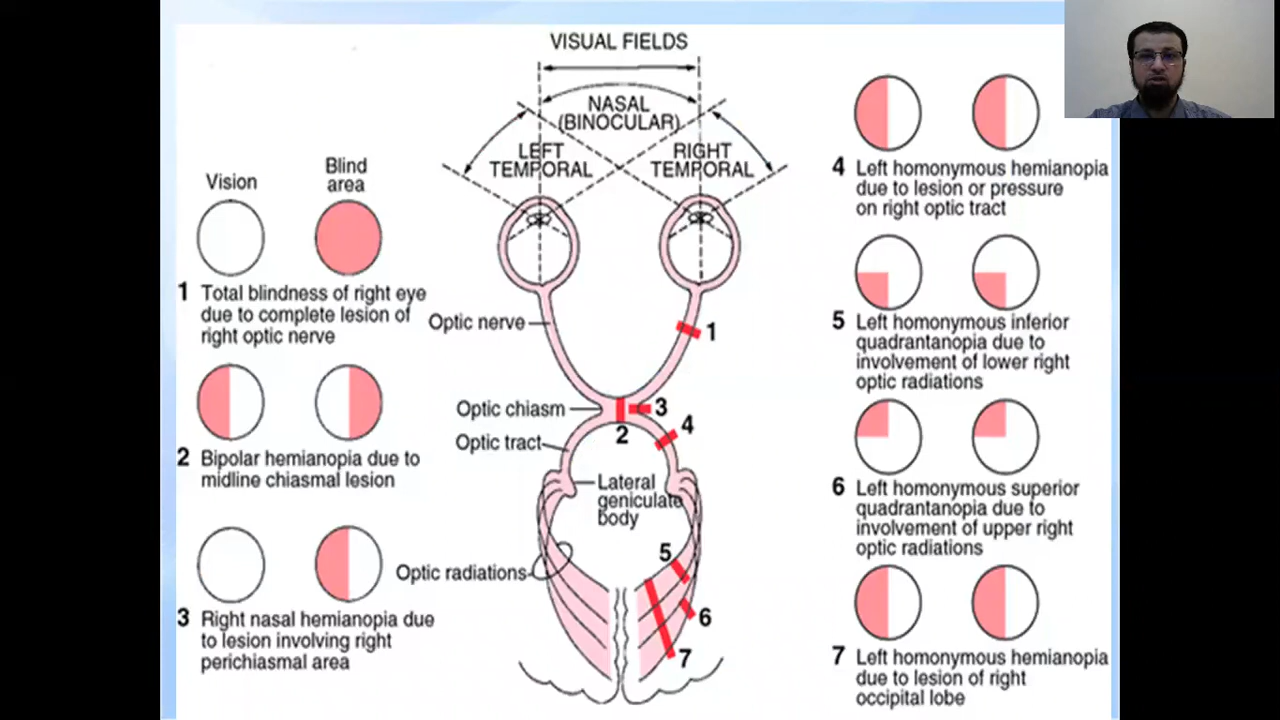 VISUAL FIELDS
NASAL
(BINOCULAR)
LEFT
TEMPORAL
RIGHT
TEMPORAL
Vision
Blind
area
1 Total blindness of right eye
due to complete lesion of
right optic nerve
2 Bipolar hemianopia due to
midline chiasmal lesion
3 Right nasal hemianopia due
to lesion involving right
perichiasmal area
Optic nerve
1
Optic chiasm
3
2
4
Optic tract
Lateral
geniculate
body
Optic radiations
5
6
7
4 Left homonymous hemianopia
due to lesion or pressure
on right optic tract
5 Left homonymous inferior
quadrantanopia due to
involvement of lower right
optic radiations
6 Left homonymous superior
quadrantanopia due to
involvement of upper right
optic radiations
7 Left homonymous hemianopia
due to lesion of right
occipital lobe